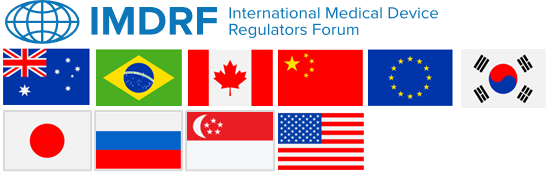 IMDRF
International Medical Device
Regulators Forum